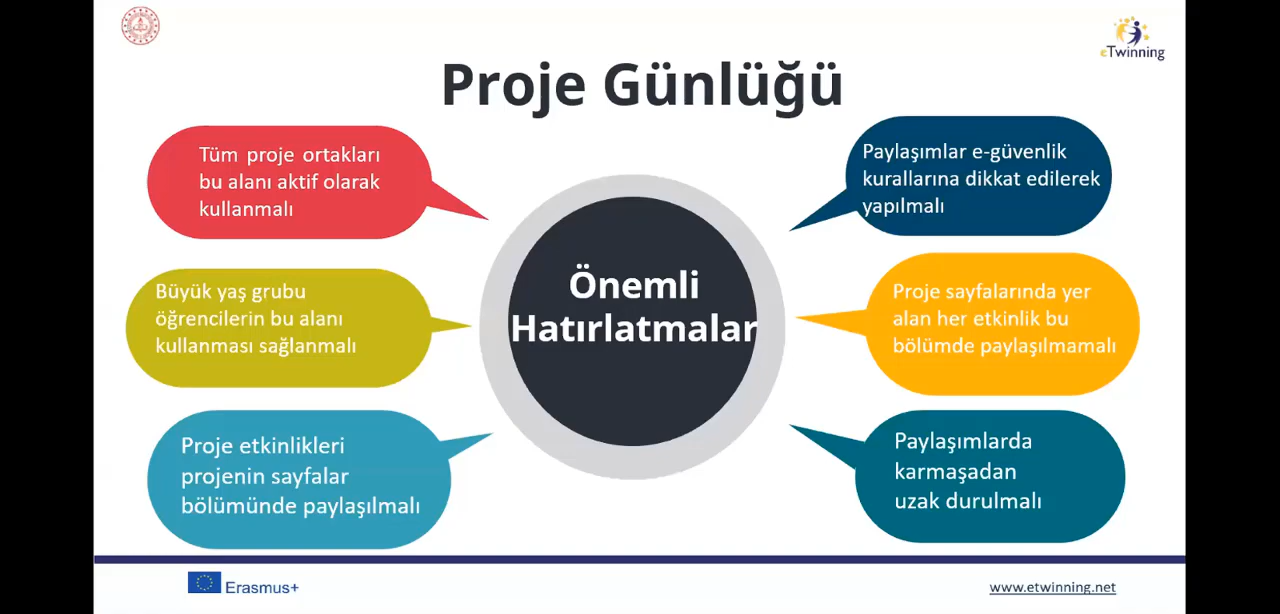 eTwinning
Proje Günlüğü
Tüm proje ortakları
bu alanı aktif olarak
kullanmalı
Büyük yaş grubu
öğrencilerin bu alanı
kullanması sağlanmalı
Proje etkinlikleri
projenin sayfalar
bölümünde paylaşılmalı
Önemli
Hatırlatmalar
Paylaşımlar e-güvenlik
kurallarına dikkat edilerek
yapılmalı
Proje sayfalarında yer
alan her etkinlik bu
bölümde paylaşılmamalı
Paylaşımlarda
karmaşadan
uzak durulmalı
Erasmus+
www.etwinning.net